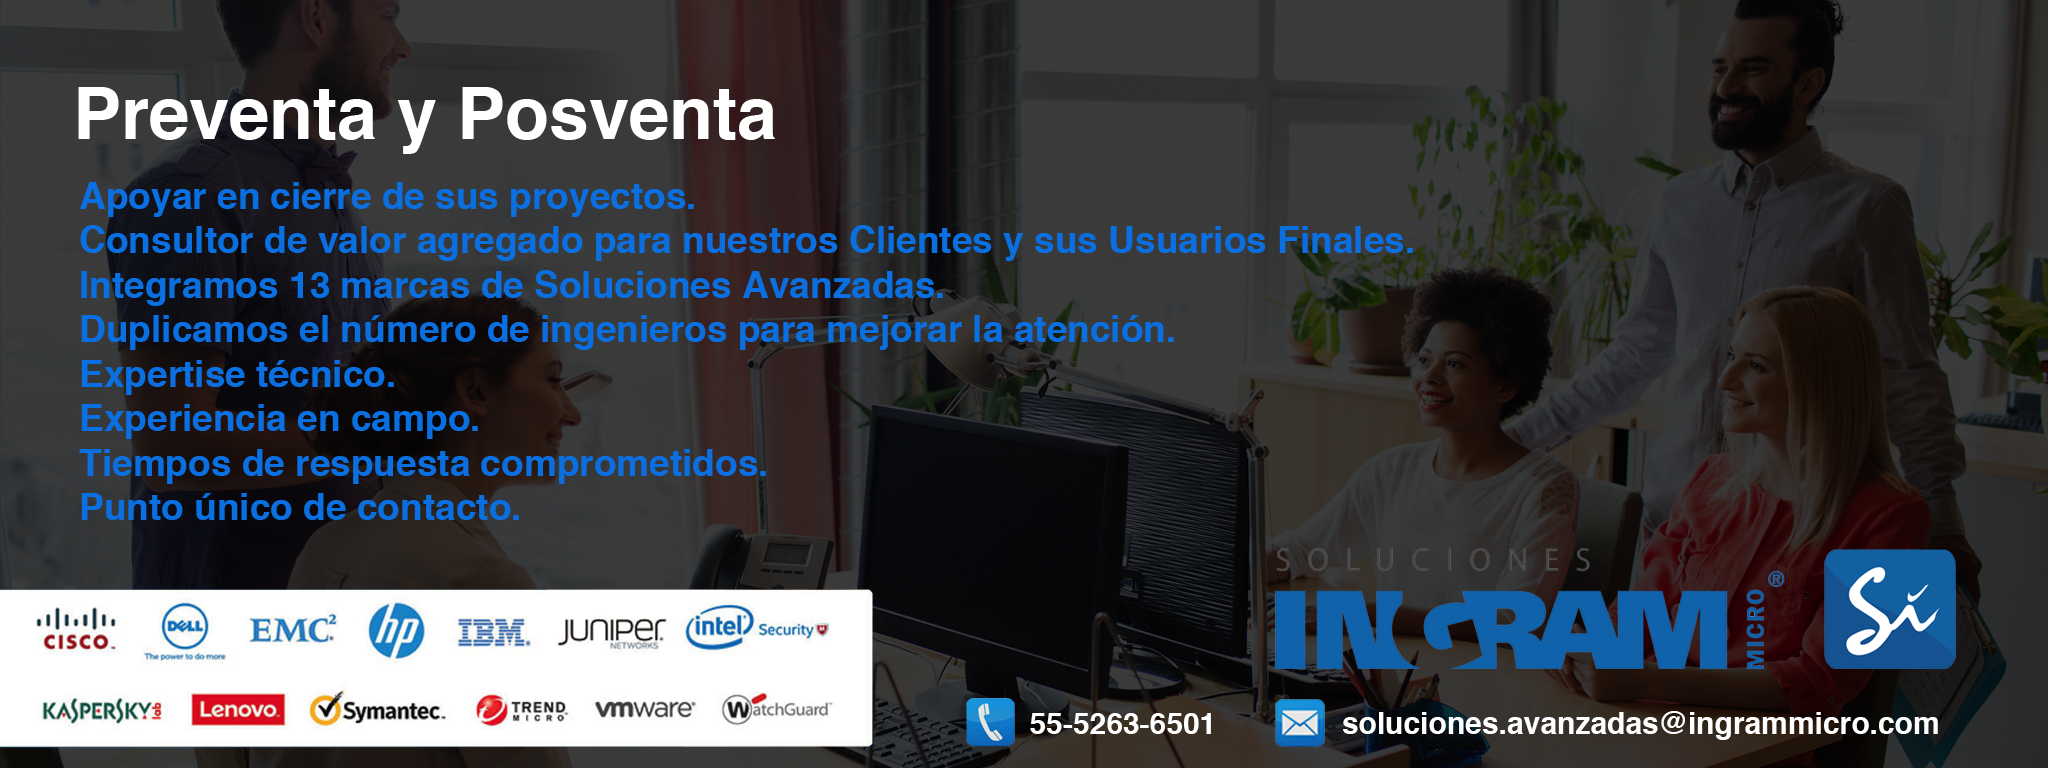 Preventa y Posventa
Apoyar en cierre de sus proyectos.
Consultor de valor agregado para nuestros Clientes y sus Usuarios Finales.
Integramos 13 marcas de Soluciones Avanzadas.
Duplicamos el número de ingenieros para mejorar la atención.
Expertise técnico.
Experiencia en campo.
Tiempos de respuesta comprometidos.
Punto único de contacto.
CISCO
DELL
The power to do more
EMC²
hp
IBM
JUNIPER
NETWORKS
intel Security
KASPERSKY lab
Lenovo
Symantec
TREND
MICRO
vmware
WatchGuard
SOLUCIONES
INGRAM MICRO ®
Sí
55-5263-6501
soluciones.avanzadas@ingrammicro.com